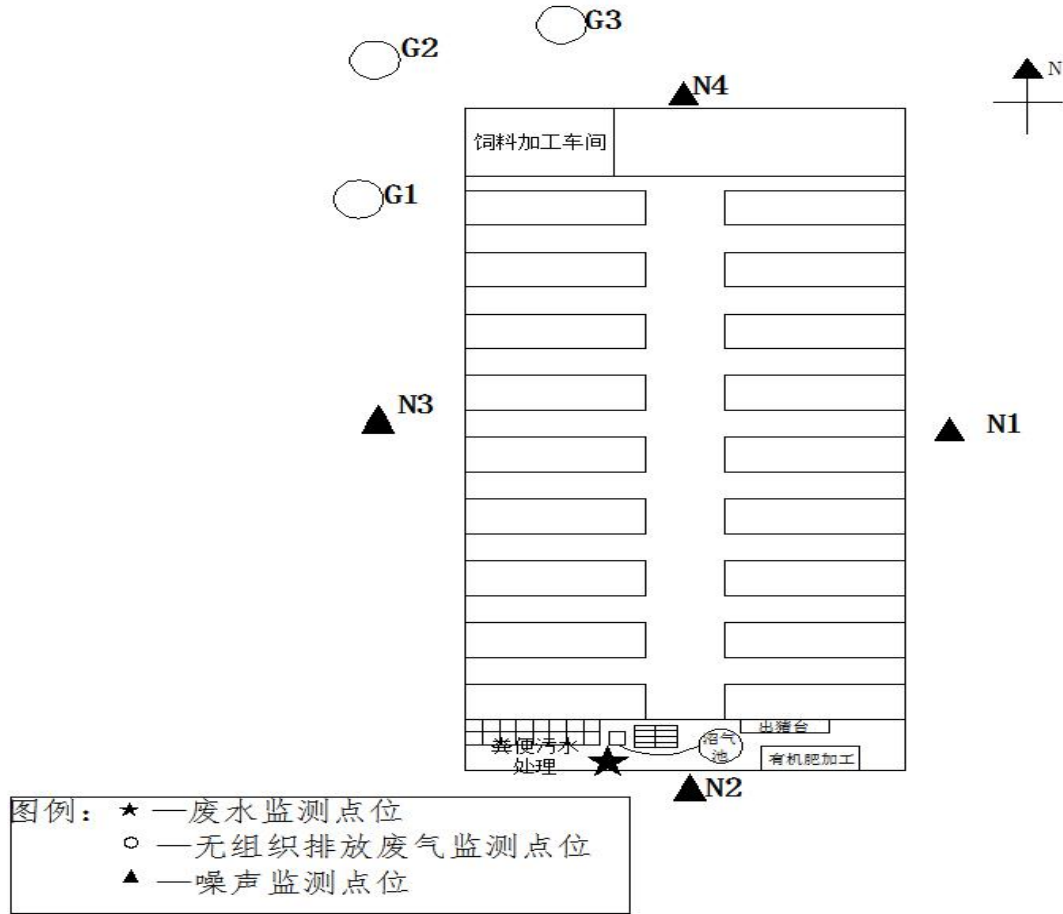 G3
G2
N
N4
饲料加工车间
G1
N3
N1
出猪台
粪便污水
处理
沼气
池
有机肥加工
N2
图例：★—废水监测点位
○—无组织排放废气监测点位
▲—噪声监测点位